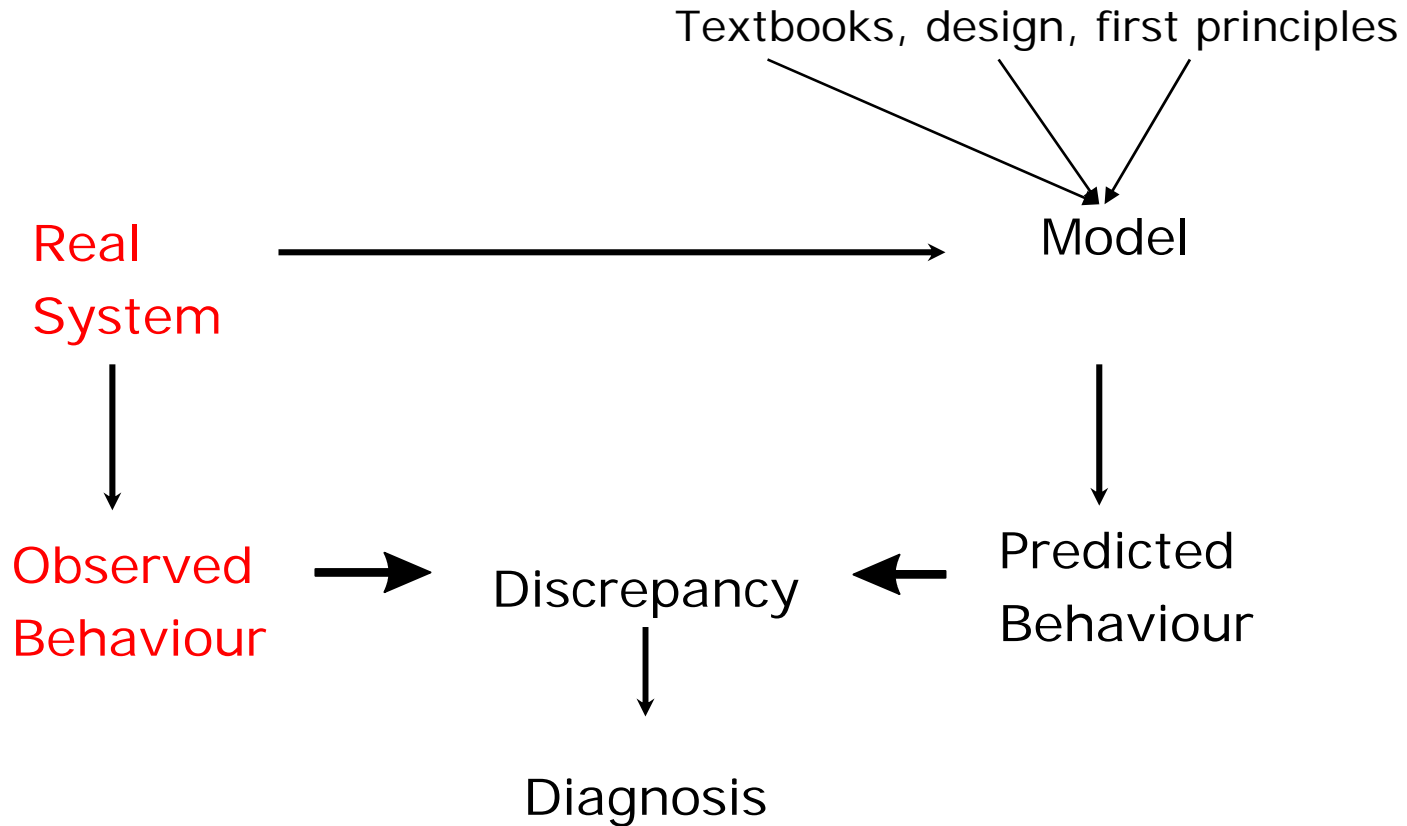 Textbooks, design, first principles
Real
System
Model
Observed
Behaviour
Discrepancy
Predicted
Behaviour
Diagnosis